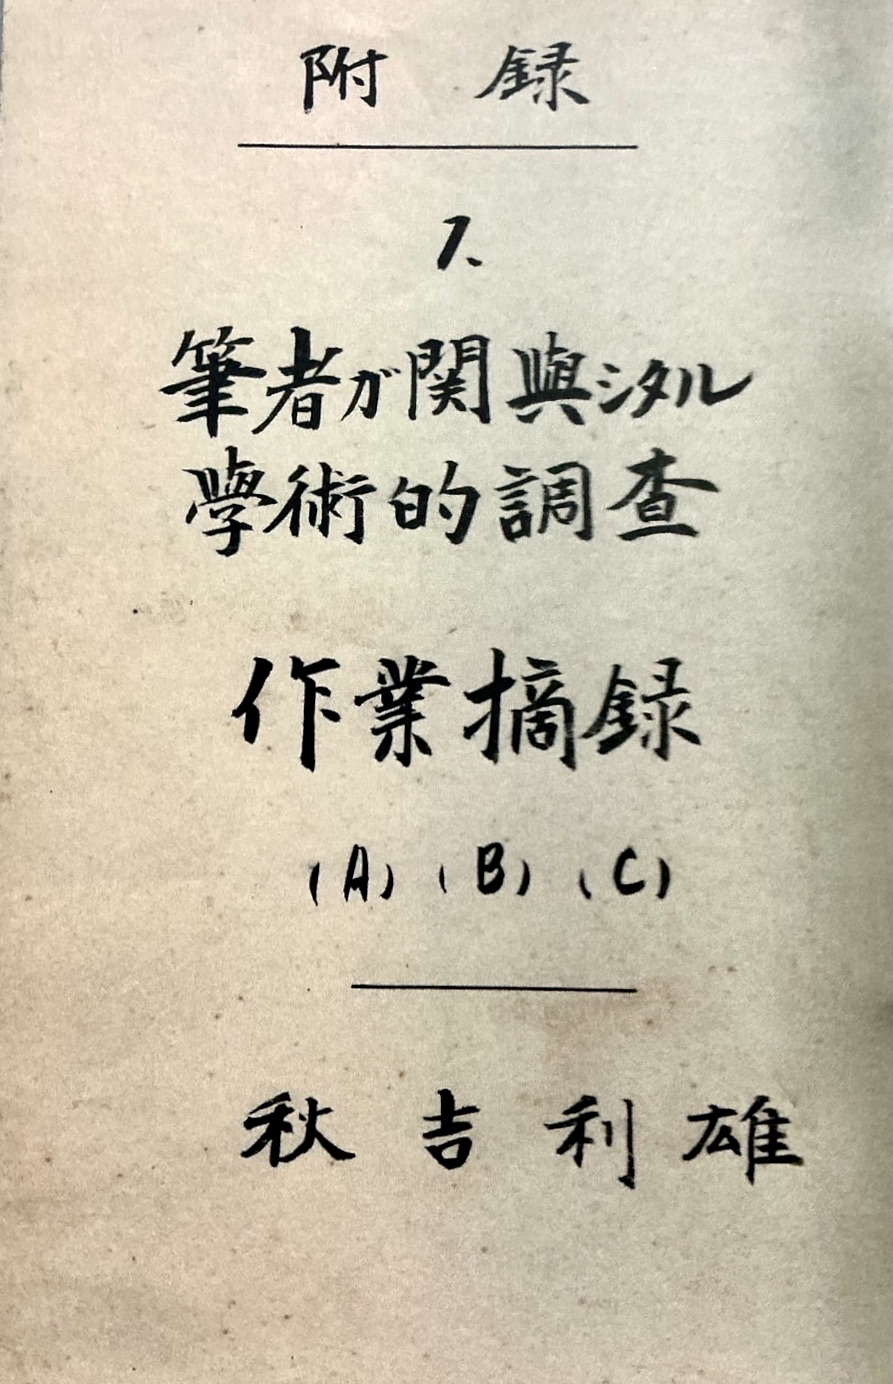 附録
1、
筆者ガ関與シタル
學術的調査
作業摘録
(A)(B)(C)
秋吉利雄